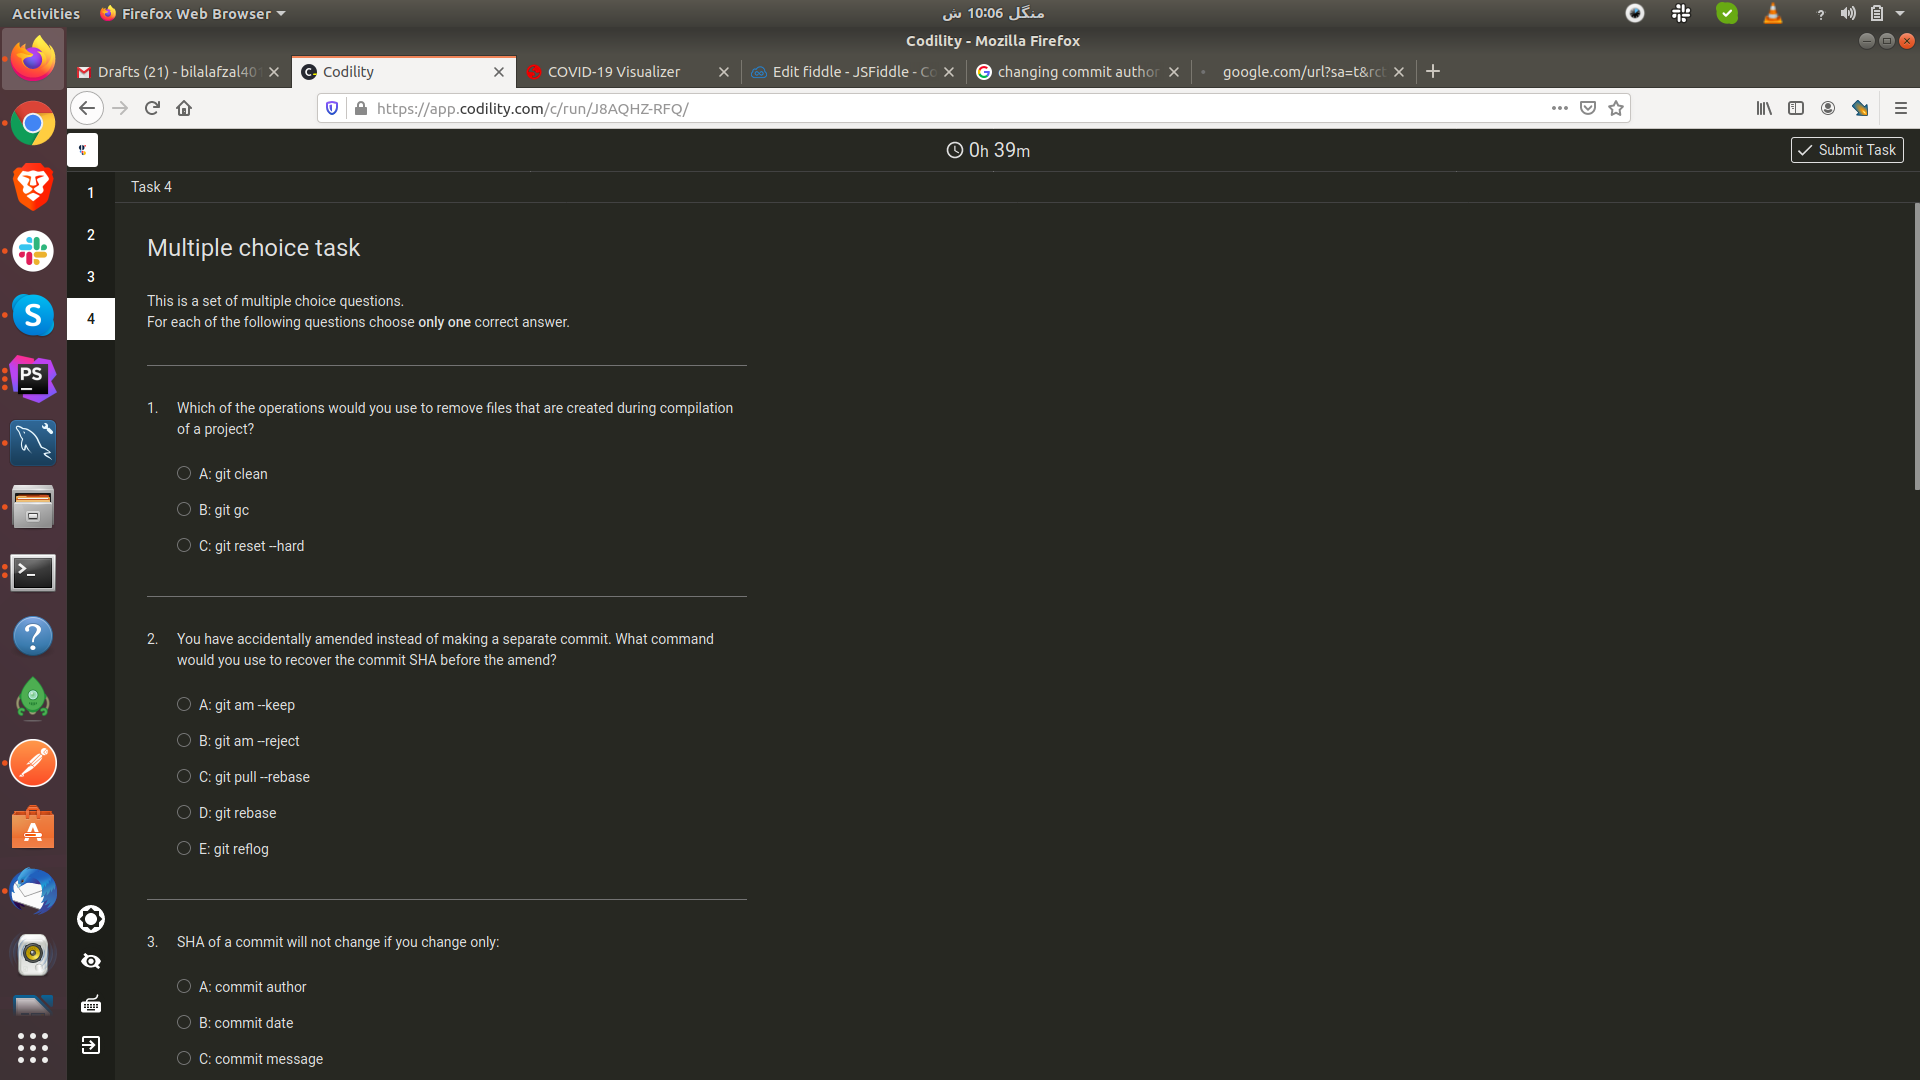 Activities
Firefox Web Browser
منگل 10:06 ش
?
Codility - Mozilla Firefox
Drafts (21) - bilalafzal401
Codility
COVID-19 Visualizer
Edit fiddle - JSFiddle - Co
changing commit author
google.com/url?sa=t&rct
https://app.codility.com/c/run/J8AQHZ-RFQ/
0h 39m
Submit Task
1
2
3
4
Task 4
Multiple choice task
This is a set of multiple choice questions.
For each of the following questions choose only one correct answer.
1. Which of the operations would you use to remove files that are created during compilation
of a project?
A: git clean
B: git gc
C: git reset --hard
2. You have accidentally amended instead of making a separate commit. What command
would you use to recover the commit SHA before the amend?
A: git am --keep
B: git am --reject
C: git pull --rebase
D: git rebase
E: git reflog
3. SHA of a commit will not change if you change only:
A: commit author
B: commit date
C: commit message
S
PS
A
?